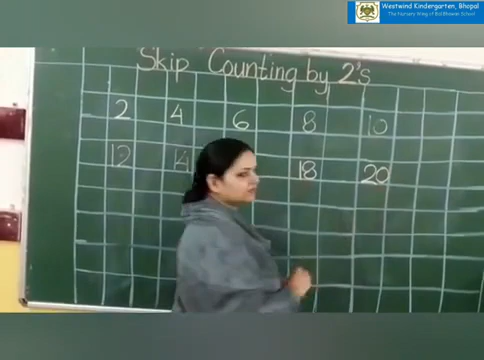 Westwind Kindergarten, Bhopal
The Nursery Wing of Bal Bhawan School
Skip Counting by 2's
2 4 6 8 10
12 14 18 20